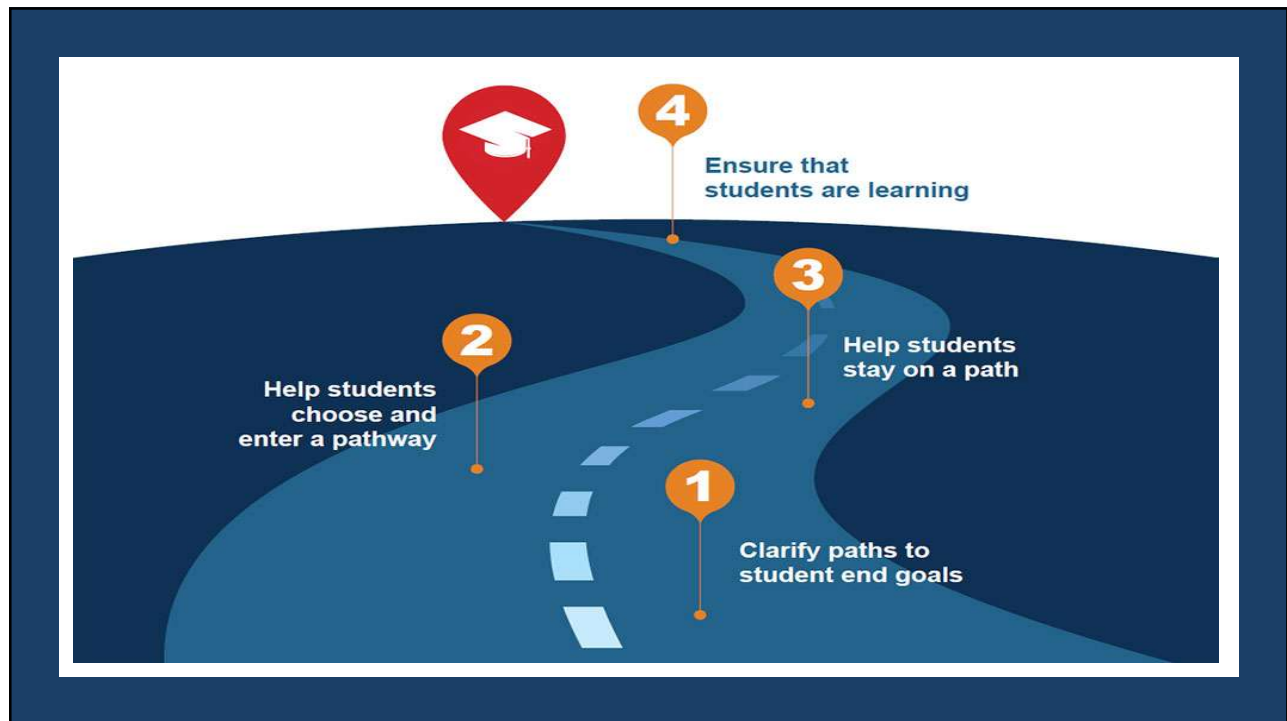 4
Ensure that
students are learning
3
Help students
stay on a path
2
Help students
choose and
enter a pathway
1
Clarify paths to
student end goals